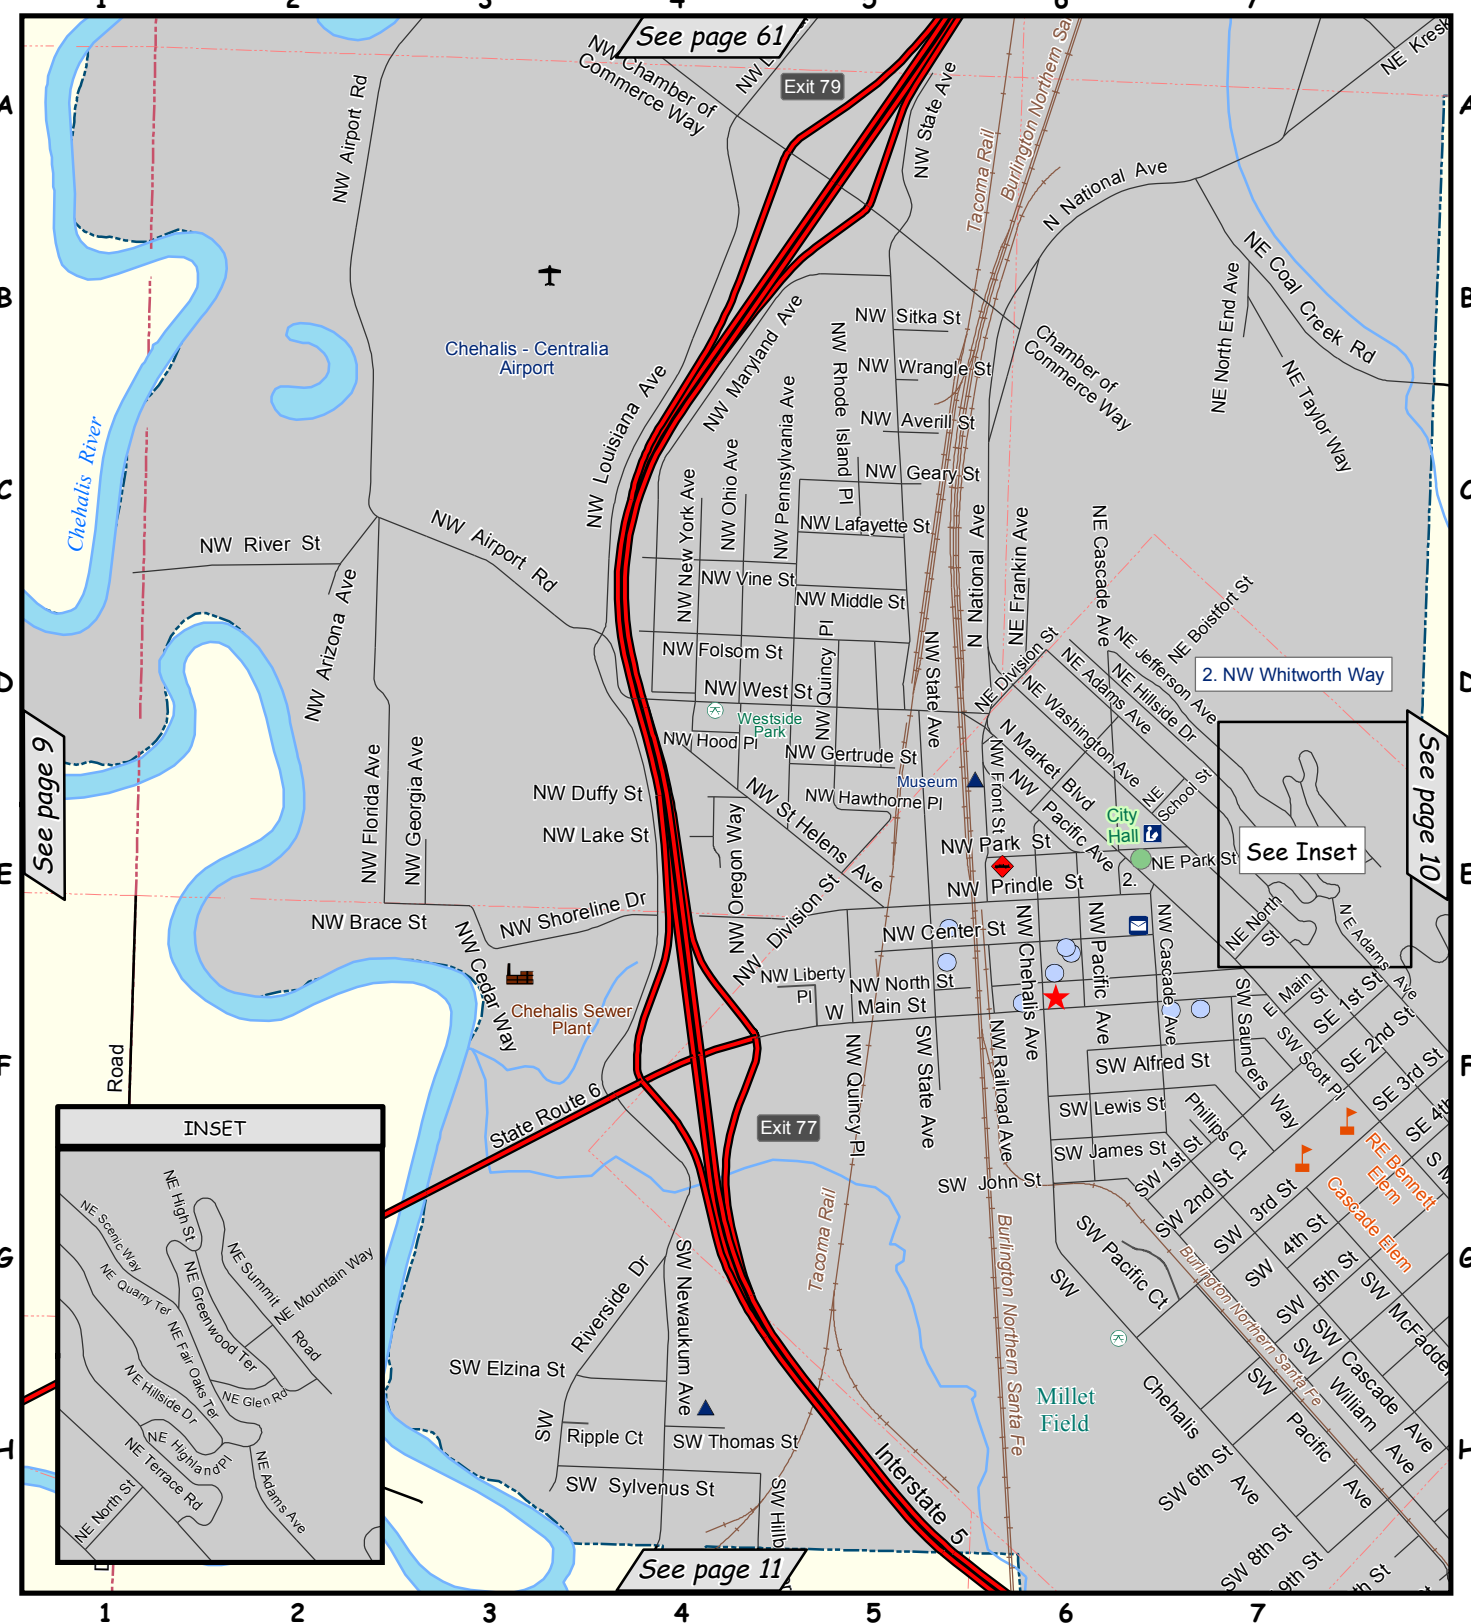 1 2 3 4 5 6 7
See page 61
A
B
C
D
E
F
G
H
A
B
C
D
E
F
G
H
NW Chamber of
Commerce Way
Exit 79
NW State Ave
NW Airport Rd
Tacoma Rail
N National Ave
NE Coal Creek Rd
NE North End Ave
NE Taylor Way
Chamber of
Commerce Way
Chehalis - Centralia
Airport
Chehalis River
NW Louisiana Ave
NW Maryland Ave
NW Sitka St
NW Wrangle St
NW Averill St
NW Geary St
NW Lafayette St
NW Rhode Island Pl
NW Pennsylvania Ave
NW Ohio Ave
NW New York Ave
NW Vine St
NW Middle St
NW River St
NW Airport Rd
NW Arizona Ave
NW Folsom St
NW West St
NW Quincy Pl
NW State Ave
N National Ave
NE Franklin Ave
NE Cascade Ave
NE Boistfort St
NE Division St
NE Jefferson Ave
NE Hillside Dr
NE Adams Ave
NE Washington Ave
N Market Blvd
2. NW Whitworth Way
Westside
Park
NW Hood Pl
NW Gertrude St
Museum
NW Hawthorne Pl
NW St Helens Ave
NW Front St
NW Pacific Ave
NE
School St
City
Hall
NW Park St
NE Park St
NW Prindle St
2.
See Inset
See page 9
See page 10
NW Florida Ave
NW Georgia Ave
NW Duffy St
NW Lake St
NW Oregon Way
NW Division St
NW Brace St
NW Shoreline Dr
NW Cedar Way
Chehalis Sewer
Plant
NW Center St
NW Liberty
Pl
NW North St
W Main St
NW Chehalis Ave
NW Pacific Ave
NW Cascade Ave
NE North
St
NE Adams Ave
E Main
St
SE 1st St
SE 2nd St
SE 3rd St
SW Saunders Way
SW Scott Pl
NW Quincy Pl
SW State Ave
NW Railroad Ave
SW Alfred St
SW Lewis St
SW James St
SW John St
Phillips Ct
SW 1st St
SW 2nd St
SW 3rd St
SW 4th St
SW 5th St
RE Bennett
Elem
Cascade Elem
Road
State Route 6
Exit 77
Tacoma Rail
Burlington Northern Santa Fe
Burlington Northern Santa Fe
SW Pacific Ct
SW Chehalis Ave
SW Cascade Ave
SW William Ave
SW Pacific Ave
SW 6th St
SW 8th St
9th St
Millet
Field
Riverside Dr
SW Newaukum Ave
SW Elzina St
SW
Ripple Ct
SW Thomas St
SW Sylvenus St
Interstate 5
INSET
NE High St
NE Scenic Way
NE Quarry Ter
NE Summit Road
NE Mountain Way
NE Greenwood Ter
NE Fair Oaks Ter
NE Glen Rd
NE Hillside Dr
NE Highland Pl
NE Terrace Rd
NE North St
NE Adams Ave
See page 11
1 2 3 4 5 6 7